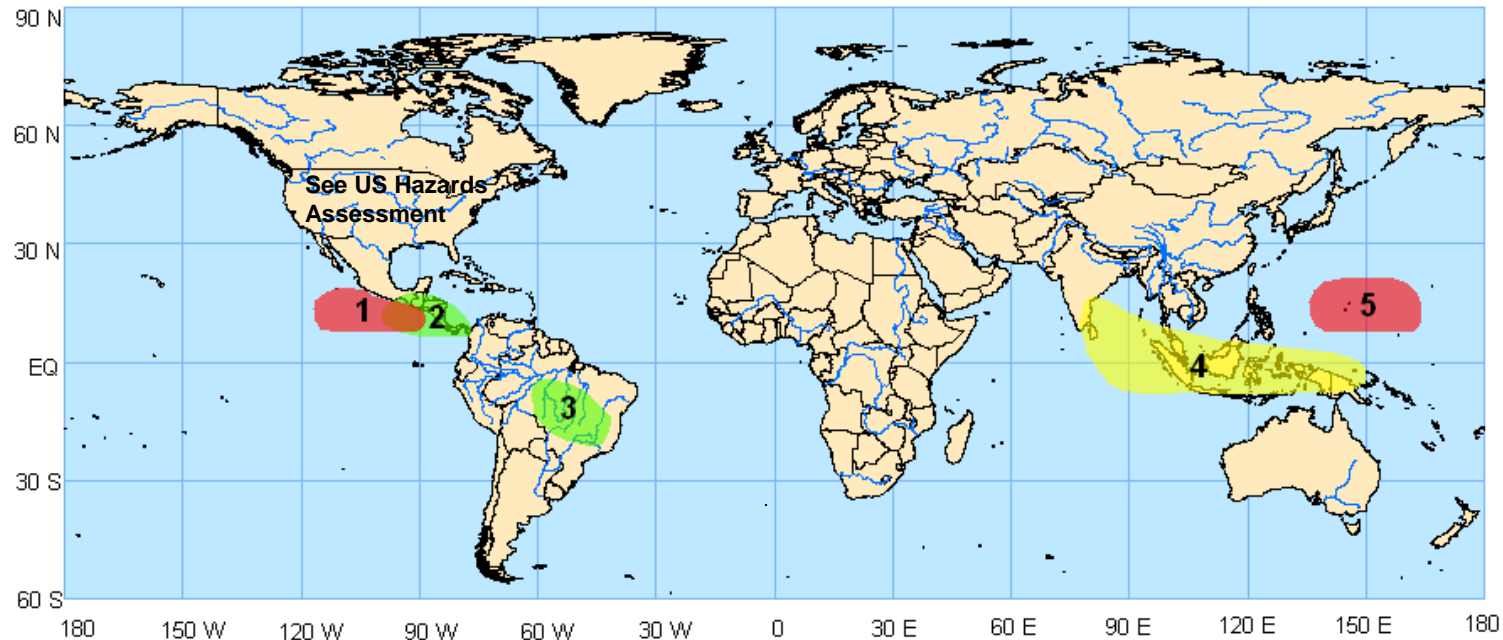 90 N
60 N
See US Hazards
Assessment
30 N
1
2
5
EQ
4
3
30 S
60 S
180
150 W
120 W
90 W
60 W
30 W
0
30 E
60 E
90 E
120 E
150 E
180